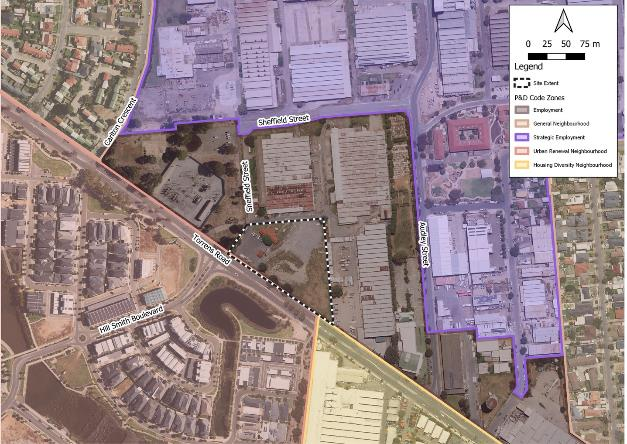 0 25 50 75 m
Legend
Site Extent
P&D Code Zones
Employment
General Neighbourhood
Strategic Employment
Urban Renewal Neighbourhood
Housing Diversity Neighbourhood
Carlton Crescent
Sheffield Street
Sheffield Street
Torrens Road
Audley Street
Hill Smith Boulevard